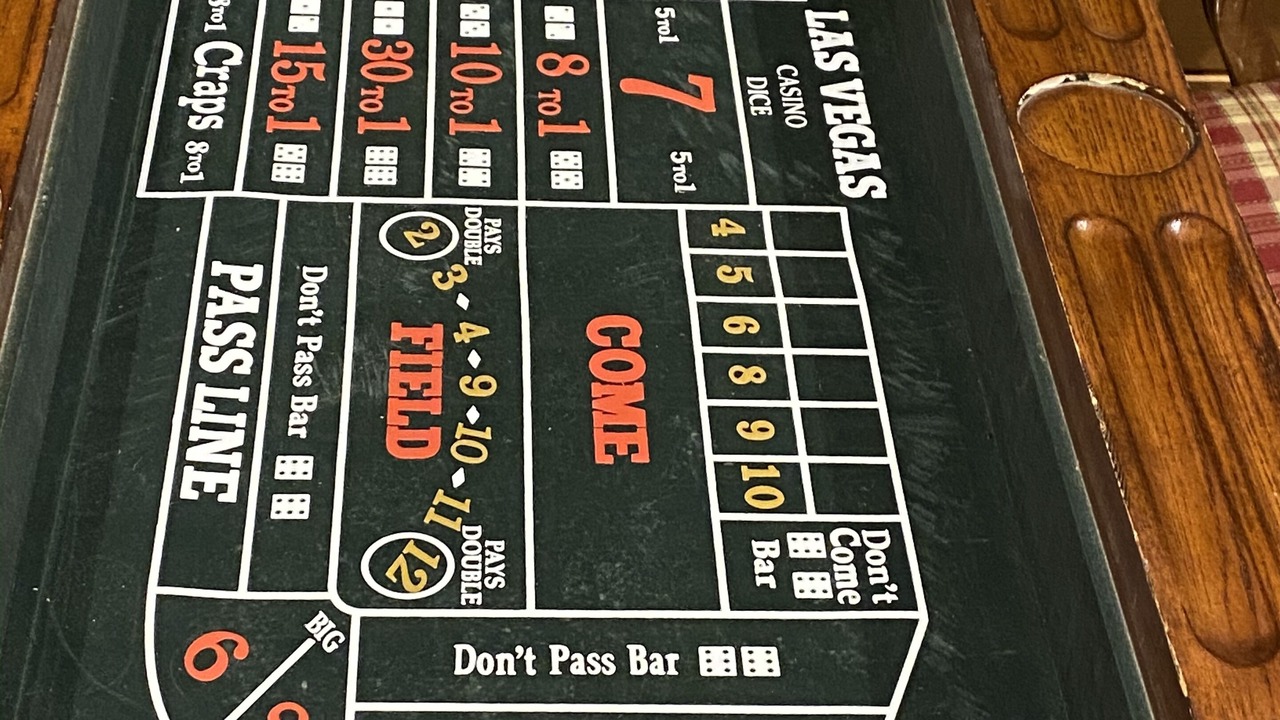 LAS VEGAS
CASINO
DICE
5 TO 1
7
5 TO 1
8 TO 1
10 TO 1
30 TO 1
15 TO 1
8 TO 1 Craps 8 TO 1
4 5 6 8 9 10
Don't
Come
Bar
COME
PAYS
DOUBLE
2 3 • 4 • 9 • 10 • 11 12
PAYS
DOUBLE
FIELD
Don't Pass Bar
PASS LINE
Don't Pass Bar
BIG
6